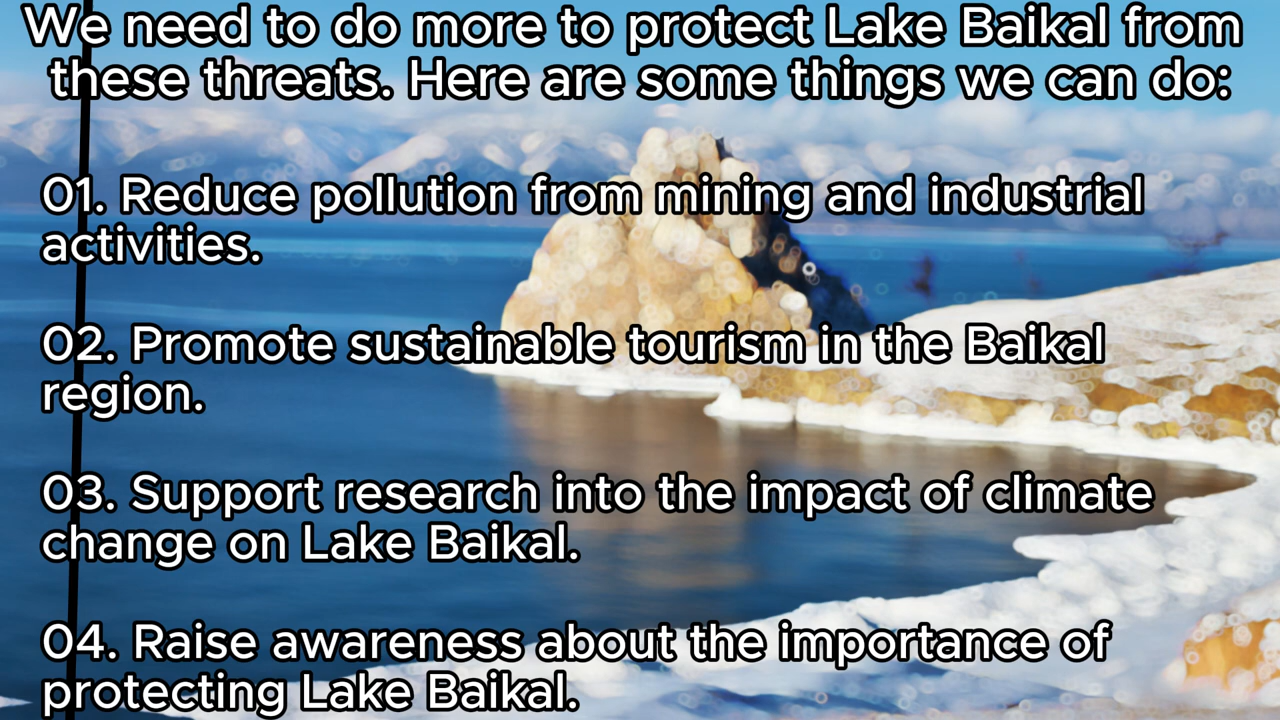 We need to do more to protect Lake Baikal from
these threats. Here are some things we can do:
01. Reduce pollution from mining and industrial
activities.
02. Promote sustainable tourism in the Baikal
region.
03. Support research into the impact of climate
change on Lake Baikal.
04. Raise awareness about the importance of
protecting Lake Baikal.